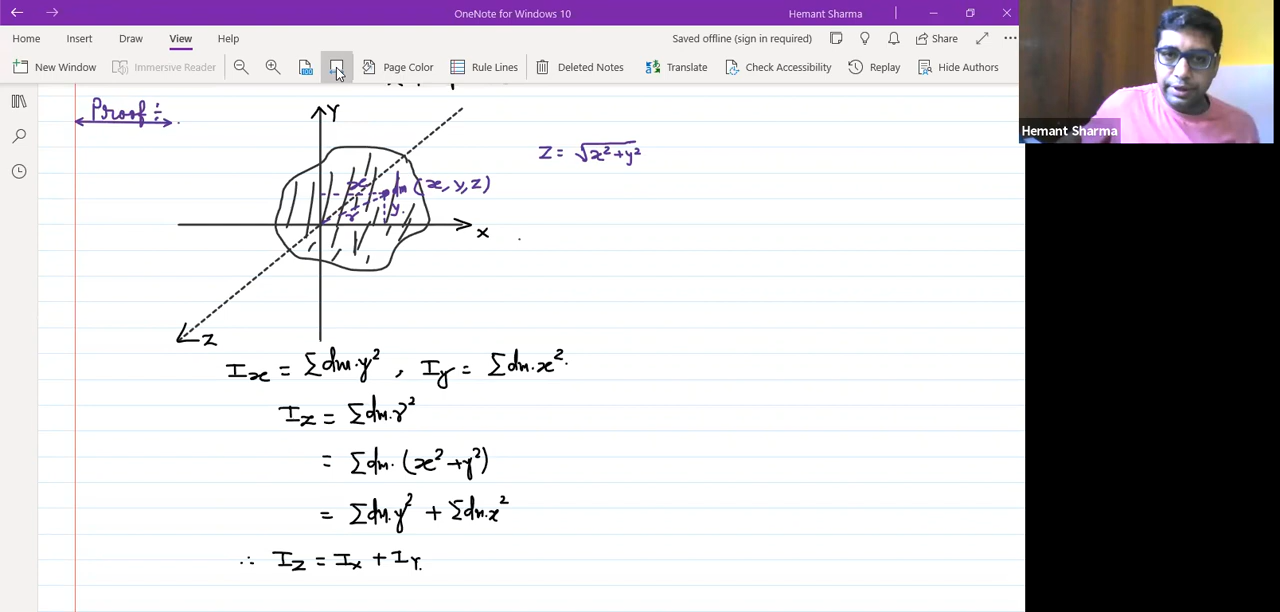 OneNote for Windows 10
Hemant Sharma
Home Insert Draw View Help
Saved offline (sign in required) Share
New Window Immersive Reader 100 Page Color Rule Lines Deleted Notes Translate Check Accessibility Replay Hide Authors
Hemant Sharma
Proof :-
Y
Z = √x²+y²
x dm (x, y, z)
r y
X
Z
Ix = Σdm.y² , Iy = Σdm.x².
Iz = Σdm.r²
= Σdm. (x²+y²)
= Σdm.y² + Σdm.x²
∴ Iz = Ix + IY.